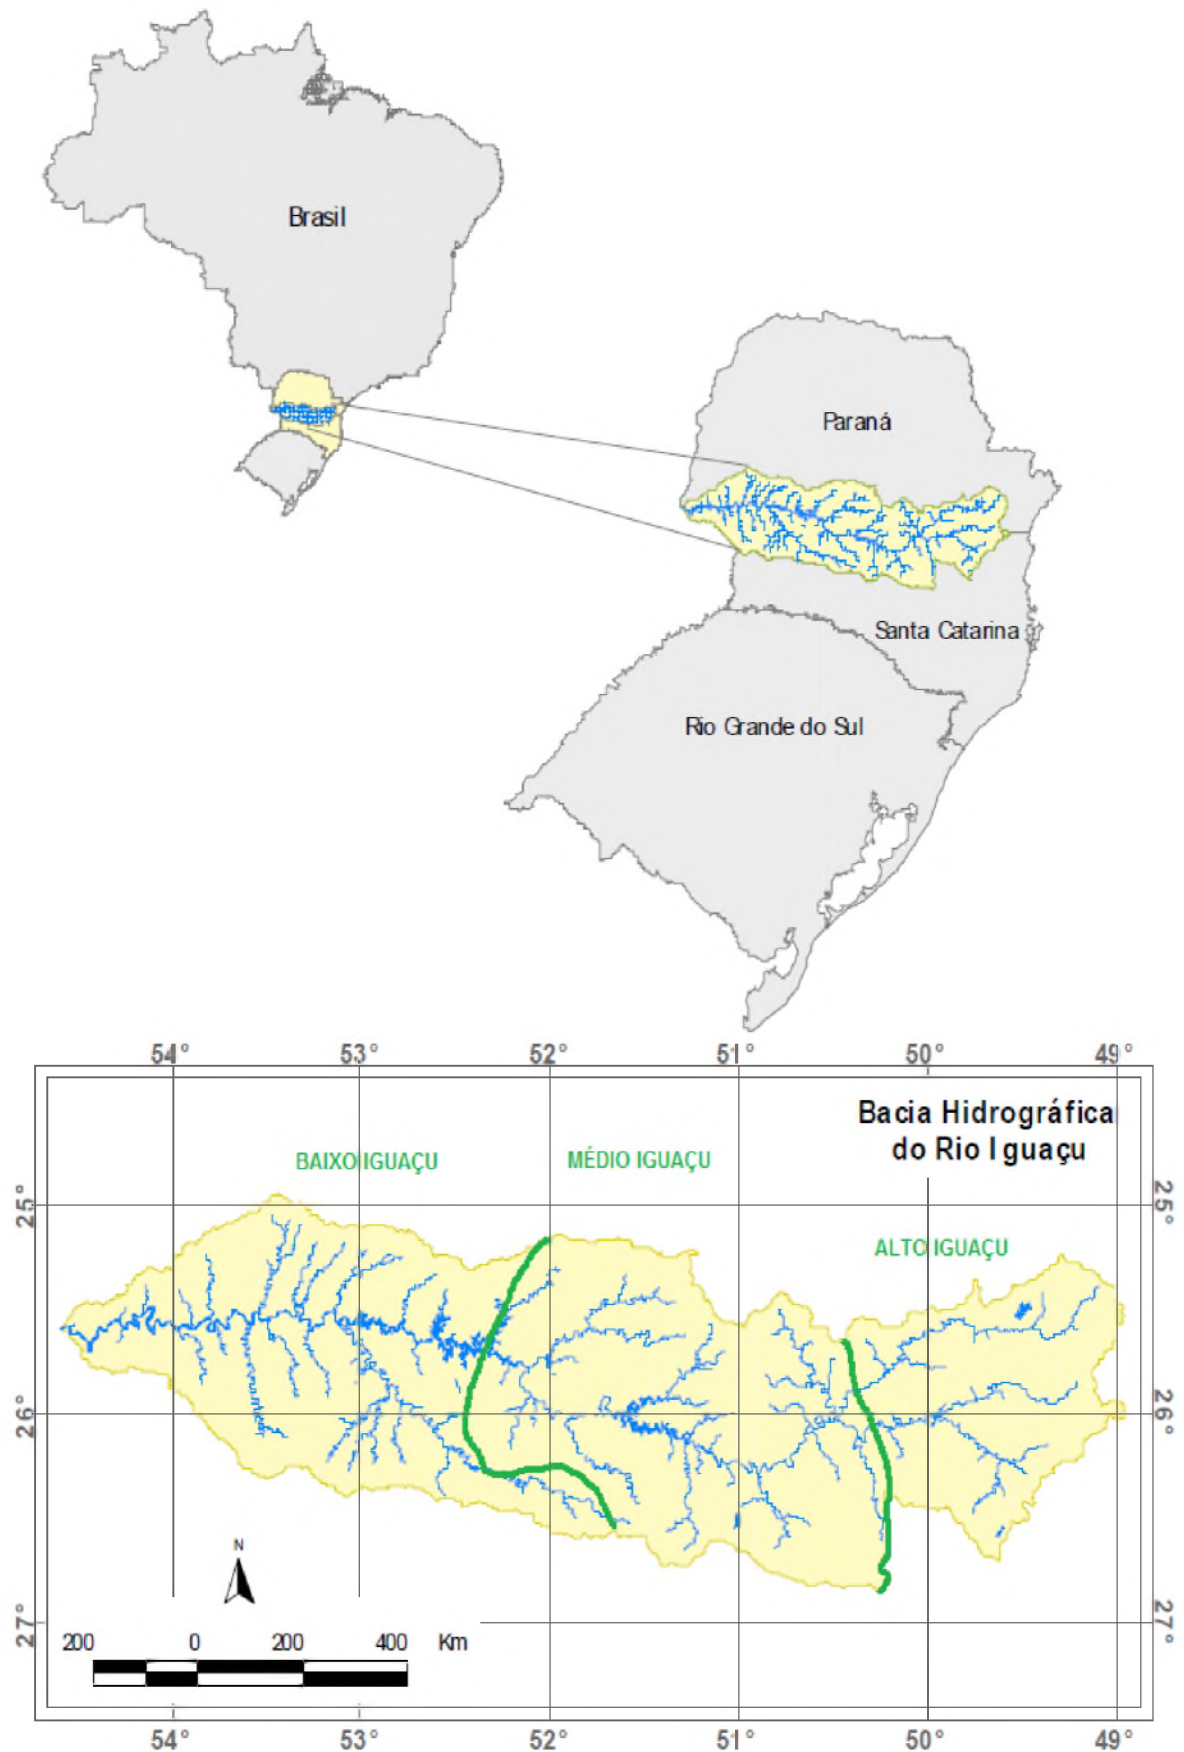 Brasil
Paraná
Santa Catarina
Rio Grande do Sul
54° 53° 52° 51° 50° 49°
Bacia Hidrográfica
do Rio Iguaçu
BAIXO IGUAÇU MÉDIO IGUAÇU
25° 25°
ALTO IGUAÇU
26° 26°
N
27° 27°
200 0 200 400 Km
54° 53° 52° 51° 50° 49°